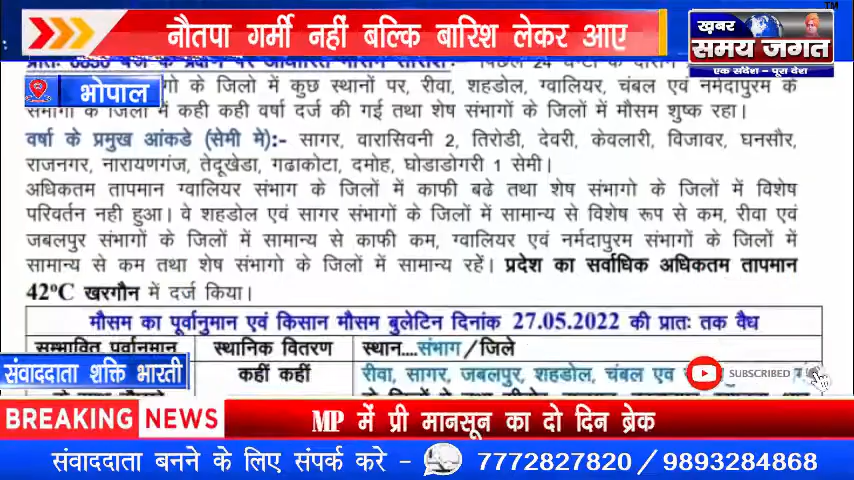 नौतपा गर्मी नहीं बल्कि बारिश लेकर आए
ख़बर
समय जगत
एक संदेश - पूरा देश
TM
भोपाल
के जिलों में कुछ स्थानों पर, रीवा, शहडोल, ग्वालियर, चंबल एवं नर्मदापुरम के
संभागों के जिलों में कही कही वर्षा दर्ज की गई तथा शेष संभागों के जिलों में मौसम शुष्क रहा।
वर्षा के प्रमुख आंकडे (सेमी मे):- सागर, वारासिवनी 2, तिरोडी, देवरी, केवलारी, विजावर, घनसौर,
राजनगर, नारायणगंज, तेदूखेडा, गढाकोटा, दमोह, घोडाडोगरी 1 सेमी।
अधिकतम तापमान ग्वालियर संभाग के जिलों में काफी बढे तथा शेष संभागो के जिलों में विशेष
परिवर्तन नही हुआ। वे शहडोल एवं सागर संभागों के जिलों में सामान्य से विशेष रूप से कम, रीवा एवं
जबलपुर संभागों के जिलों में सामान्य से काफी कम, ग्वालियर एवं नर्मदापुरम संभागों के जिलों में
सामान्य से कम तथा शेष संभागो के जिलों में सामान्य रहें। प्रदेश का सर्वाधिक अधिकतम तापमान
42°C खरगौन में दर्ज किया।
मौसम का पूर्वानुमान एवं किसान मौसम बुलेटिन दिनांक 27.05.2022 की प्रातः तक वैध
सम्भावित पूर्वानुमान स्थानिक वितरण स्थान....संभाग/जिले
कहीं कहीं रीवा, सागर, जबलपुर, शहडोल, चंबल एव
संवाददाता शक्ति भारती
SUBSCRIBED
BREAKING NEWS
MP में प्री मानसून का दो दिन ब्रेक
संवाददाता बनने के लिए संपर्क करे - 7772827820 / 9893284868